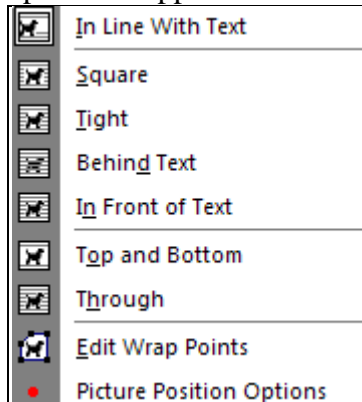 In Line With Text
Square
Tight
Behind Text
In Front of Text
Top and Bottom
Through
Edit Wrap Points
Picture Position Options